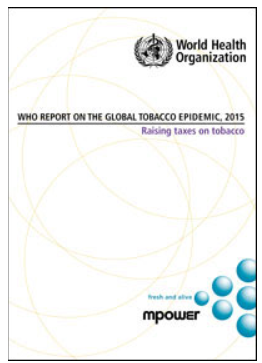 World Health
Organization
WHO REPORT ON THE GLOBAL TOBACCO EPIDEMIC, 2015
Raising taxes on tobacco
fresh and alive
mpower